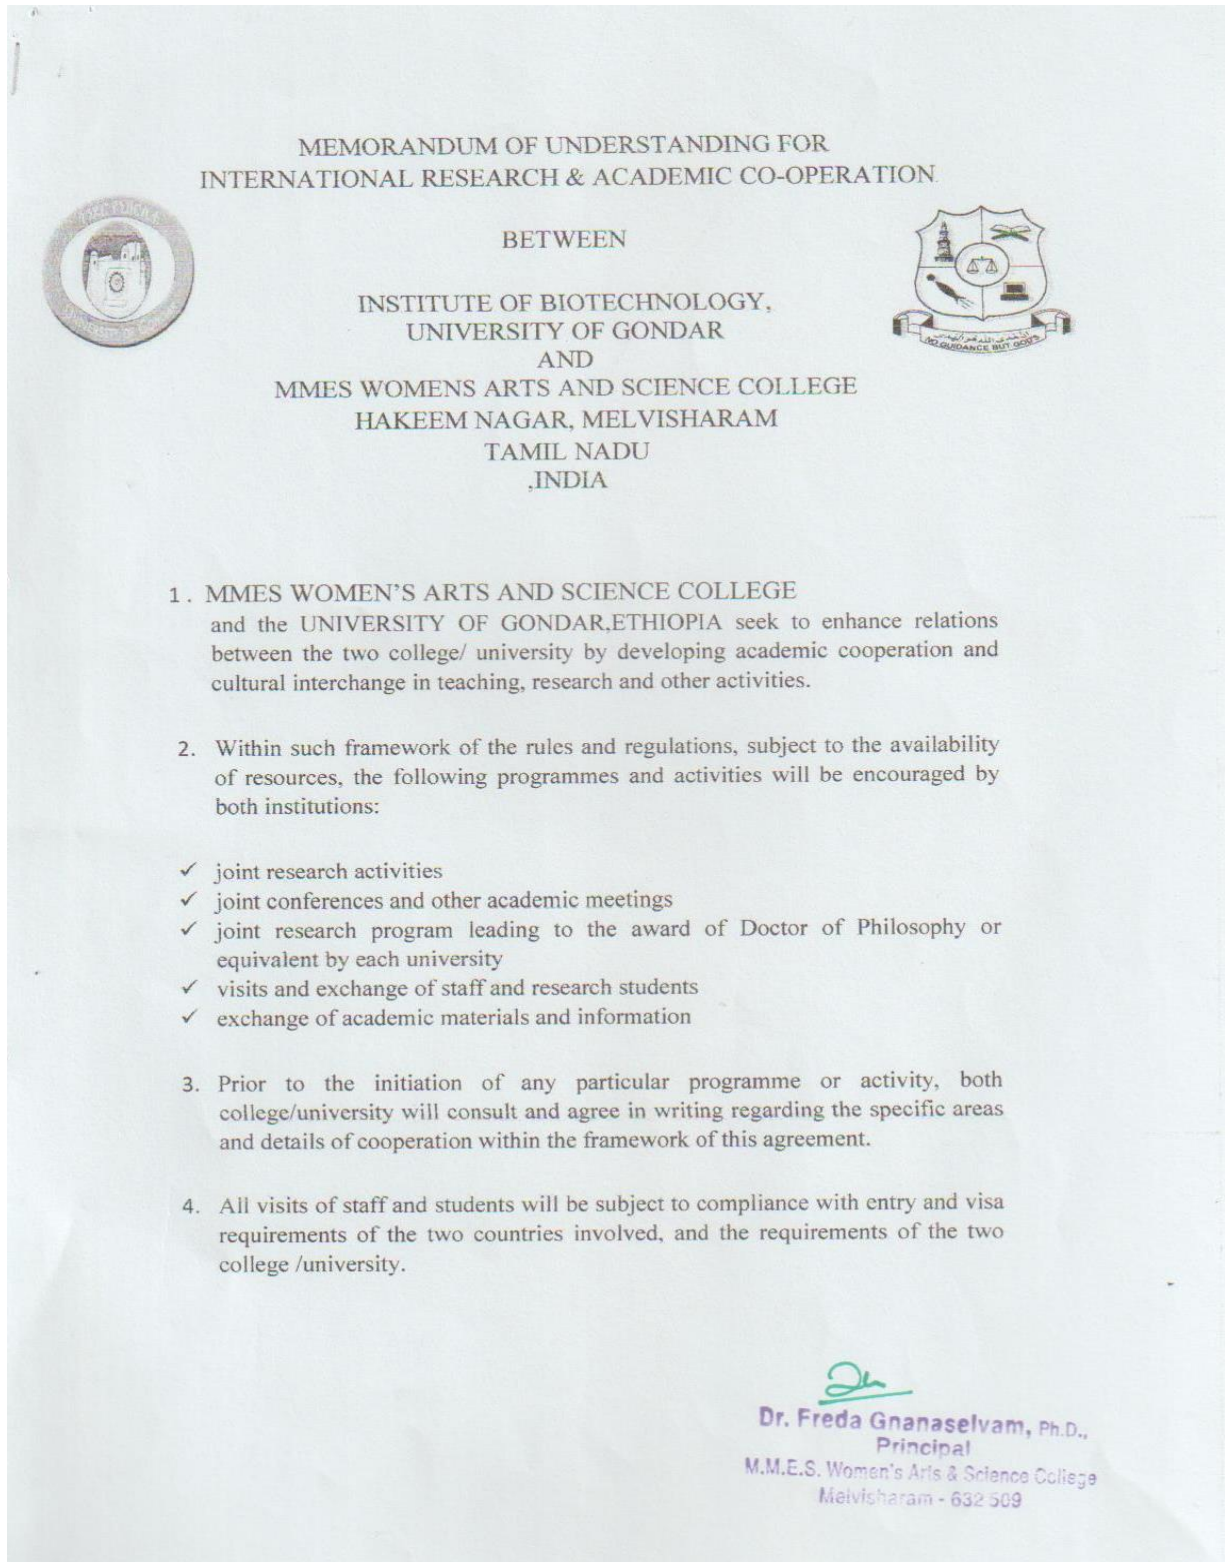 MEMORANDUM OF UNDERSTANDING FOR
INTERNATIONAL RESEARCH & ACADEMIC CO-OPERATION
BETWEEN
INSTITUTE OF BIOTECHNOLOGY,
UNIVERSITY OF GONDAR
AND
MMES WOMENS ARTS AND SCIENCE COLLEGE
HAKEEM NAGAR, MELVISHARAM
TAMIL NADU
,INDIA
NO GUIDANCE BUT GOD'S
1. MMES WOMEN'S ARTS AND SCIENCE COLLEGE
and the UNIVERSITY OF GONDAR,ETHIOPIA seek to enhance relations
between the two college/ university by developing academic cooperation and
cultural interchange in teaching, research and other activities.
2. Within such framework of the rules and regulations, subject to the availability
of resources, the following programmes and activities will be encouraged by
both institutions:
✓ joint research activities
✓ joint conferences and other academic meetings
✓ joint research program leading to the award of Doctor of Philosophy or
equivalent by each university
✓ visits and exchange of staff and research students
✓ exchange of academic materials and information
3. Prior to the initiation of any particular programme or activity, both
college/university will consult and agree in writing regarding the specific areas
and details of cooperation within the framework of this agreement.
4. All visits of staff and students will be subject to compliance with entry and visa
requirements of the two countries involved, and the requirements of the two
college /university.
Dr. Freda Gnanaselvam, Ph.D.,
Principal
M.M.E.S. Women's Arts & Science College
Melvisharam - 632 509